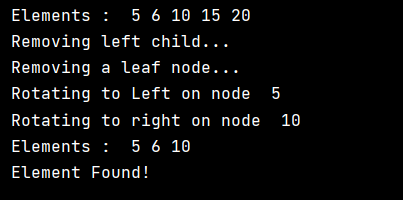 Elements :  5 6 10 15 20
Removing left child...
Removing a leaf node...
Rotating to Left on node  5
Rotating to right on node  10
Elements :  5 6 10
Element Found!